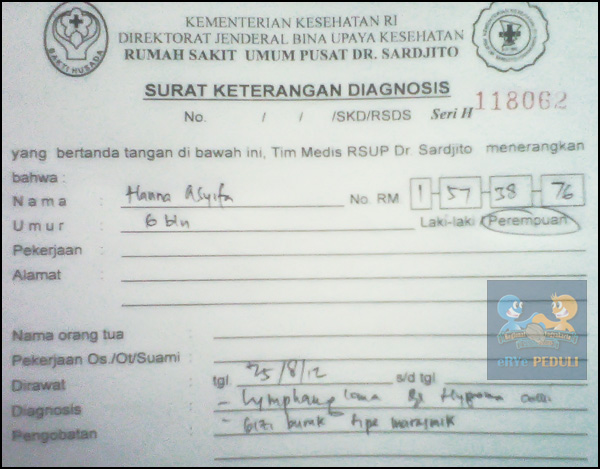 KEMENTERIAN KESEHATAN RI
DIREKTORAT JENDERAL BINA UPAYA KESEHATAN
RUMAH SAKIT UMUM PUSAT DR. SARDJITO
BAKTI HUSADA
SURAT KETERANGAN DIAGNOSIS
No. / / /SKD/RSDS Seri H 118062
yang bertanda tangan di bawah ini, Tim Medis RSUP Dr. Sardjito menerangkan
bahwa :
Nama : Hanna Asyifa No. RM. 1 - 57 - 38 - 76
Umur : 6 bln Laki-laki / Perempuan
Pekerjaan :
Alamat :
Nama orang tua :
Pekerjaan Os./Ot/Suami :
Dirawat : tgl. 25/8/12 s/d tgl.
Diagnosis : - Lymphangioma Hygroma
Pengobatan : - Gizi buruk tipe marasmik
eRYe PEDULI